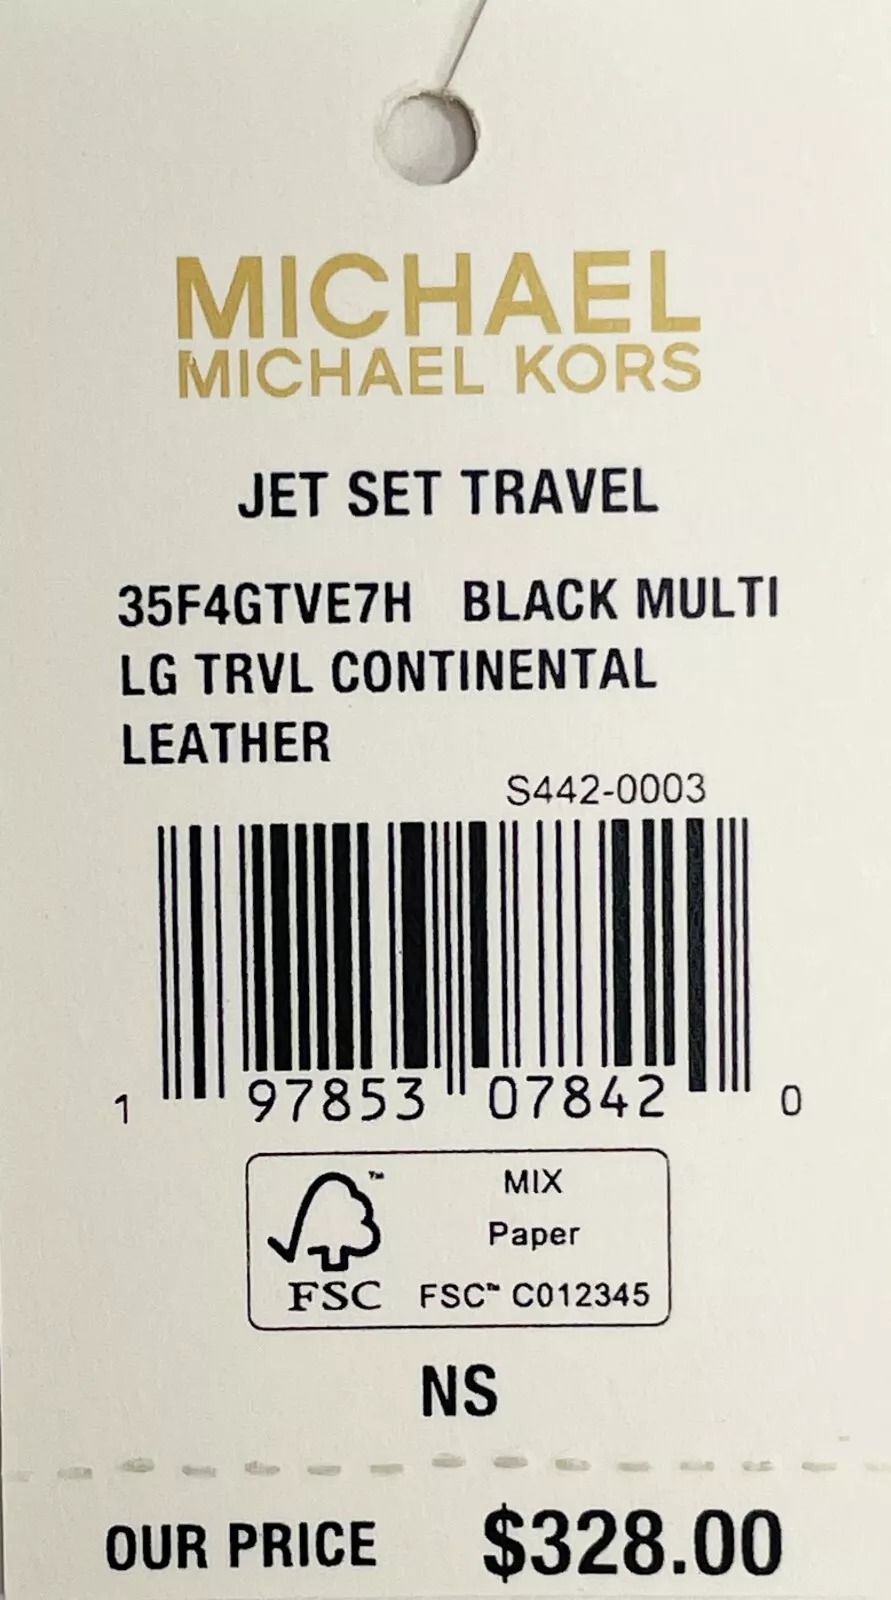 MICHAEL
MICHAEL KORS
JET SET TRAVEL
35F4GTVE7H BLACK MULTI
LG TRVL CONTINENTAL
LEATHER
S442-0003
1 97853 07842 0
™
MIX
Paper
FSC FSC™ C012345
NS
OUR PRICE $328.00